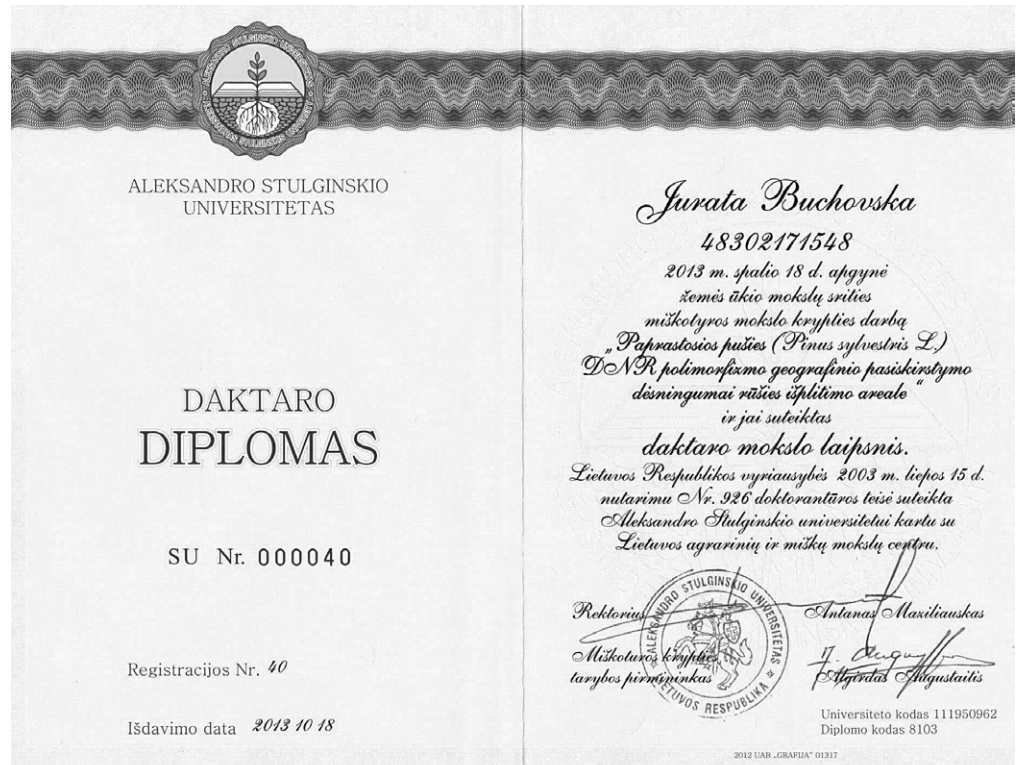 ALEKSANDRO STULGINSKIO
UNIVERSITETAS
DAKTARO
DIPLOMAS
SU Nr. 000040
Registracijos Nr. 40
Išdavimo data 2013 10 18
Jurata Buchovska
48302171548
2013 m. spalio 18 d. apgynė
žemės ūkio mokslų srities
miškotyros mokslo krypties darbą
„Paprastosios pušies (Pinus sylvestris L.)
DNR polimorfizmo geografinio pasiskirstymo
dėsningumai rūšies išplitimo areale“
ir jai suteiktas
daktaro mokslo laipsnis.
Lietuvos Respublikos vyriausybės 2003 m. liepos 15 d.
nutarimu Nr. 926 doktorantūros teisė suteikta
Aleksandro Stulginskio universitetui kartu su
Lietuvos agrarinių ir miškų mokslų centru.
Rektorius Antanas Maziliauskas
Miškoturos krypties
tarybos pirmininkas Algirdas Augustaitis
ALEKSANDRO STULGINSKIO UNIVERSITETAS
LIETUVOS RESPUBLIKA
Universiteto kodas 111950962
Diplomo kodas 8103
2012 UAB „GRAFIJA“ 01317